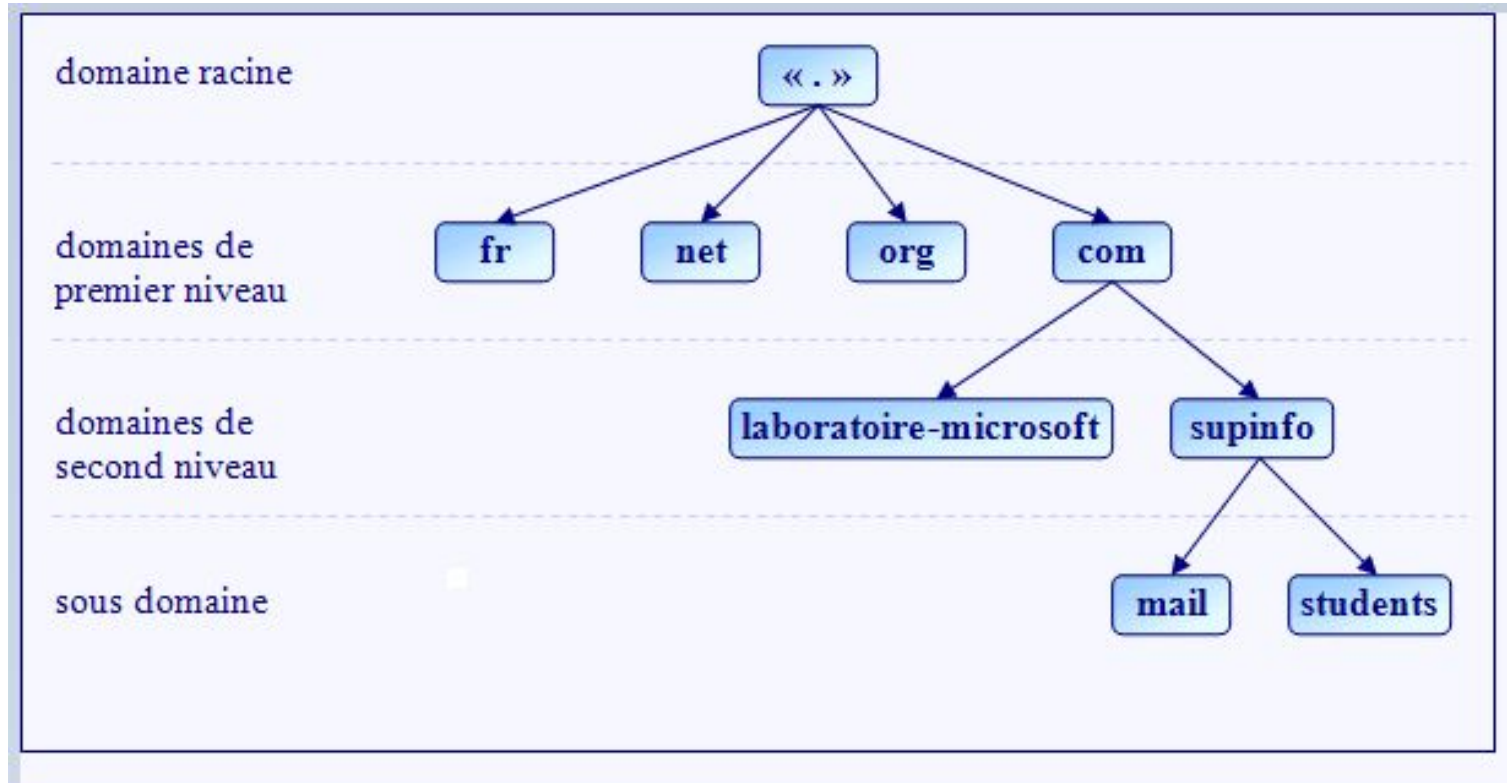 domaine racine
« . »
domaines de
premier niveau
fr
net
org
com
domaines de
second niveau
laboratoire-microsoft
supinfo
sous domaine
mail
students